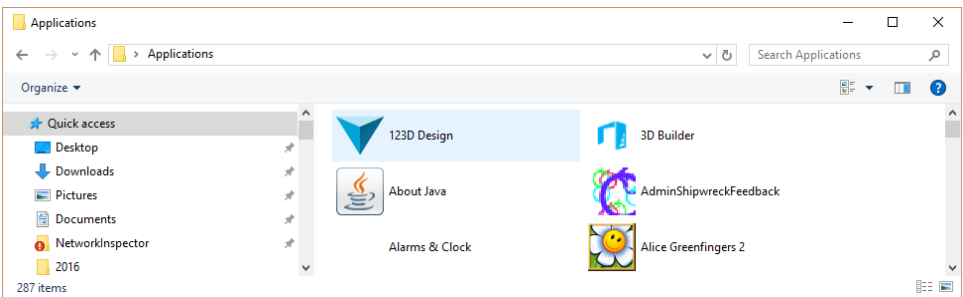 Applications
Applications
Search Applications
Organize
Quick access
Desktop
Downloads
Pictures
Documents
NetworkInspector
2016
123D Design
3D Builder
About Java
AdminShipwreckFeedback
Alarms & Clock
Alice Greenfingers 2
287 items